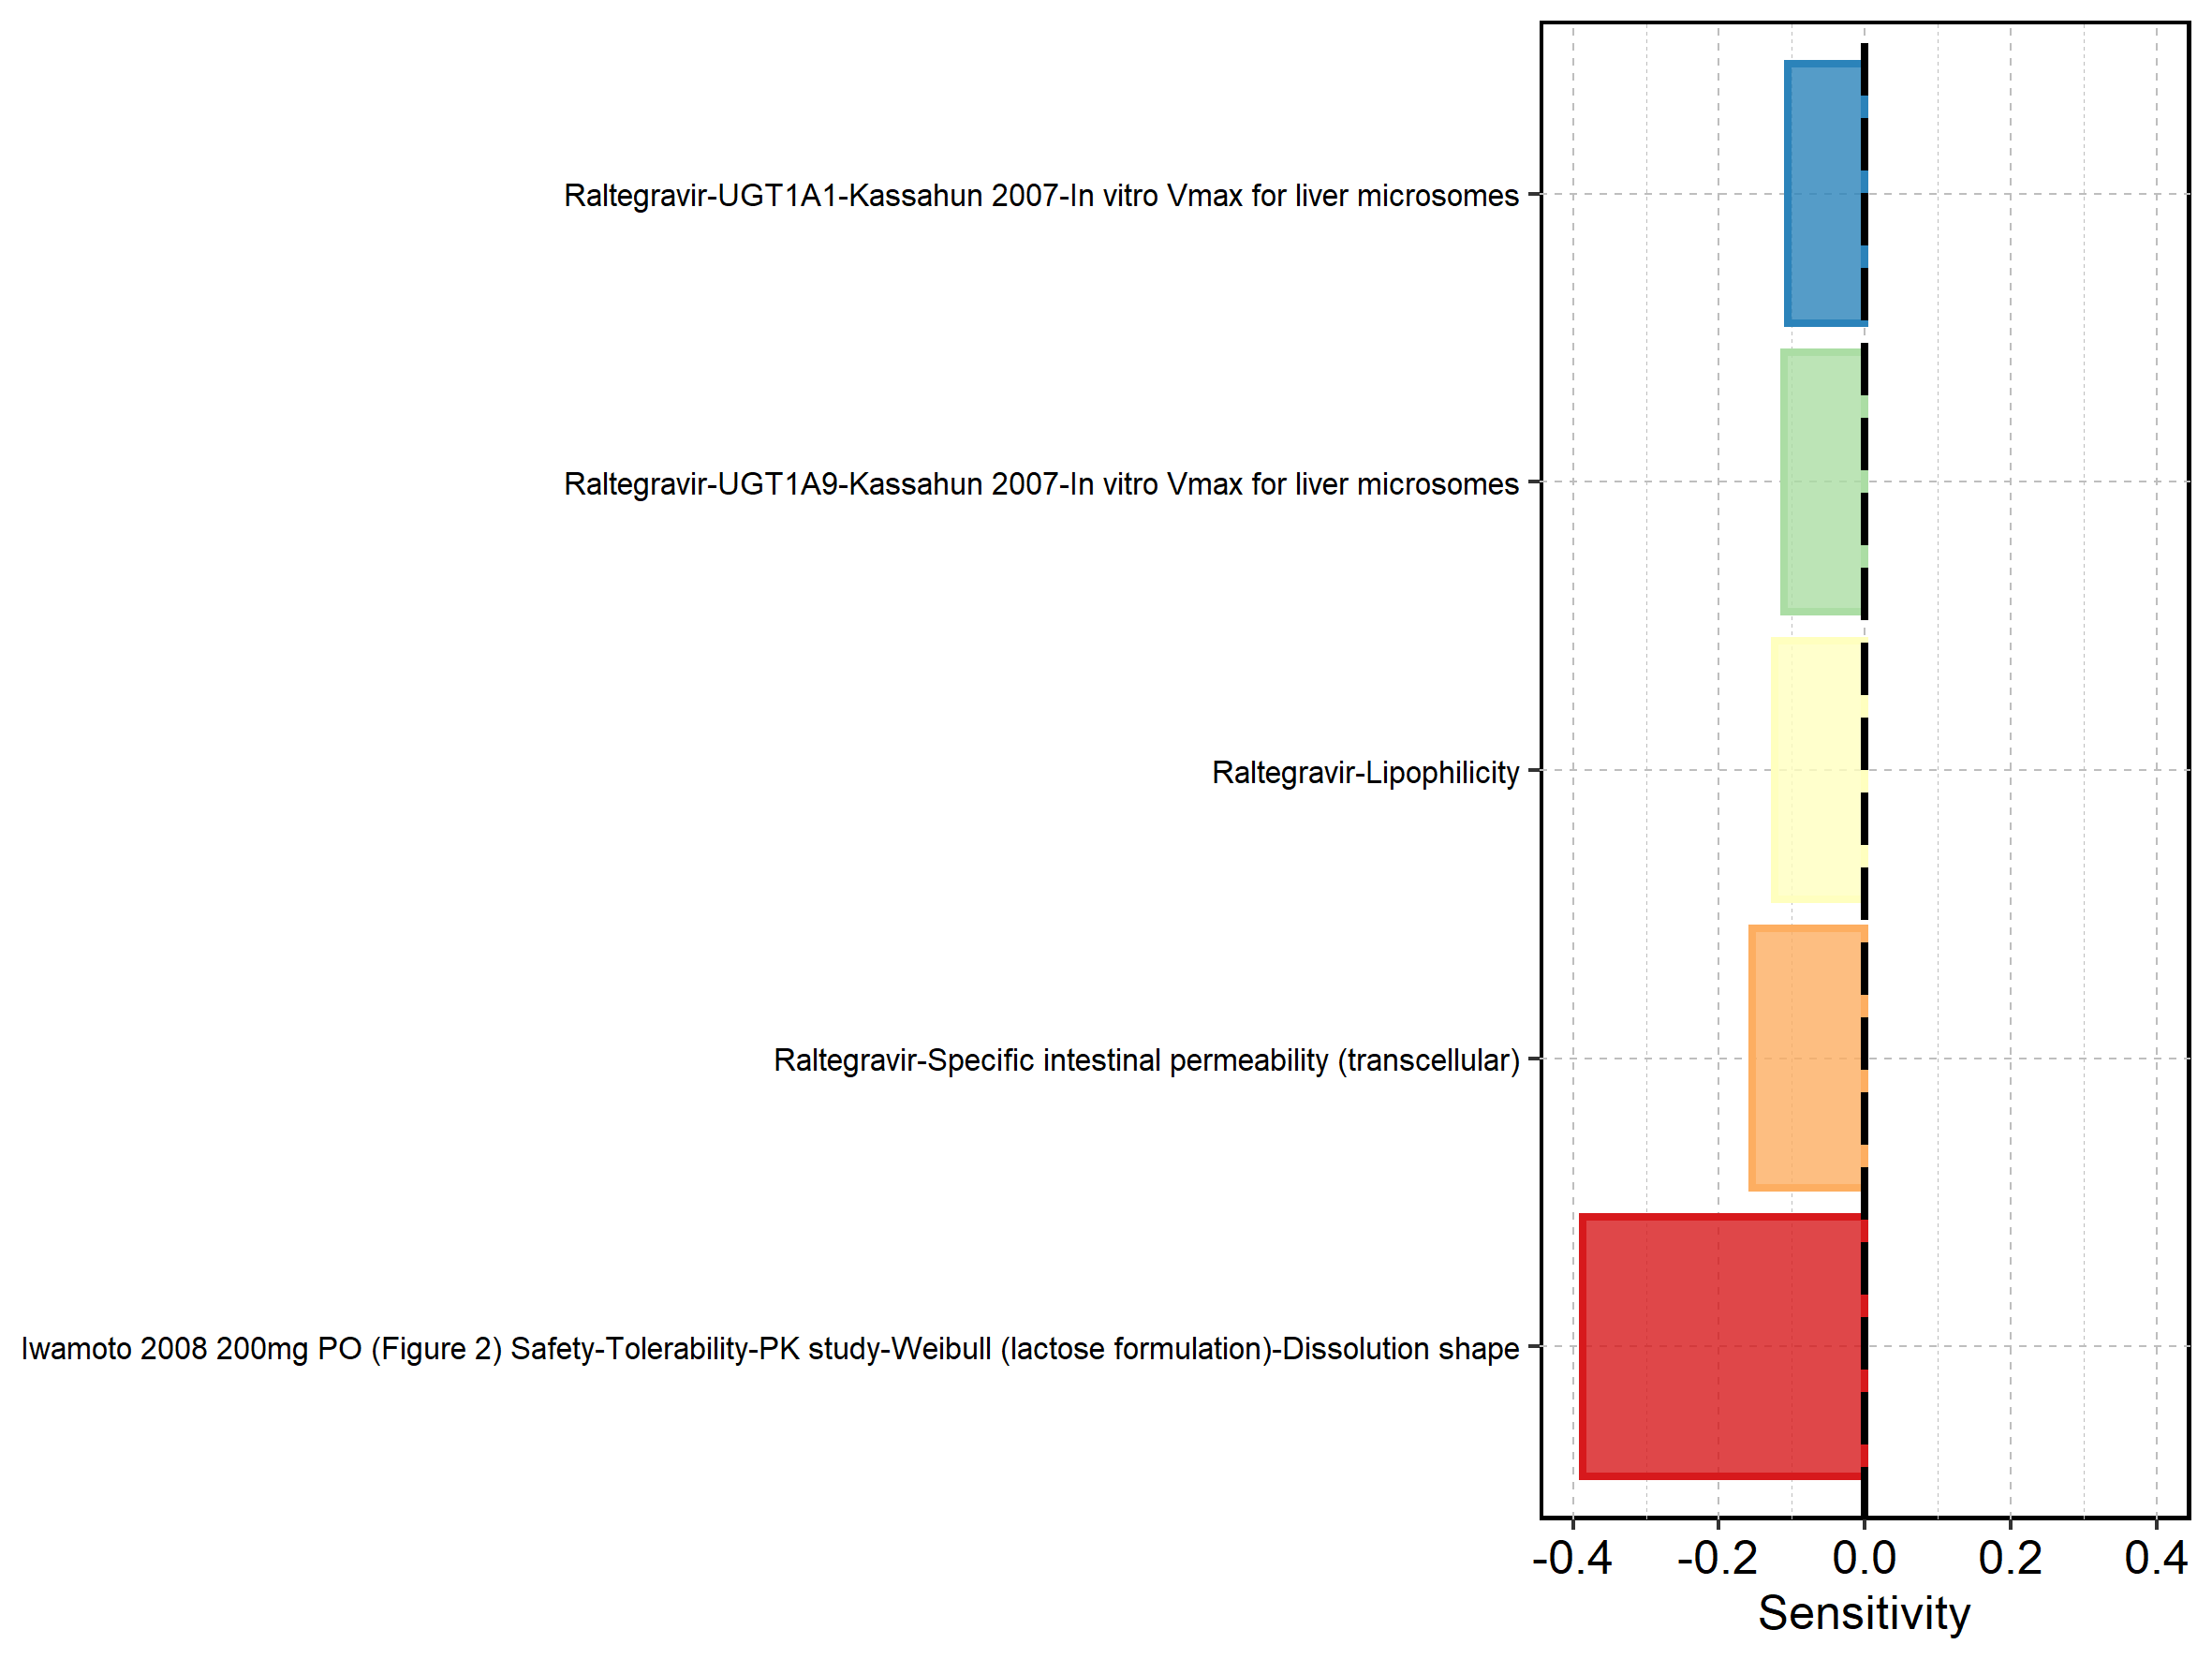 Raltegravir-UGT1A1-Kassahun 2007-In vitro Vmax for liver microsomes
Raltegravir-UGT1A9-Kassahun 2007-In vitro Vmax for liver microsomes
Raltegravir-Lipophilicity
Raltegravir-Specific intestinal permeability (transcellular)
Iwamoto 2008 200mg PO (Figure 2) Safety-Tolerability-PK study-Weibull (lactose formulation)-Dissolution shape
-0.4 -0.2 0.0 0.2 0.4
Sensitivity